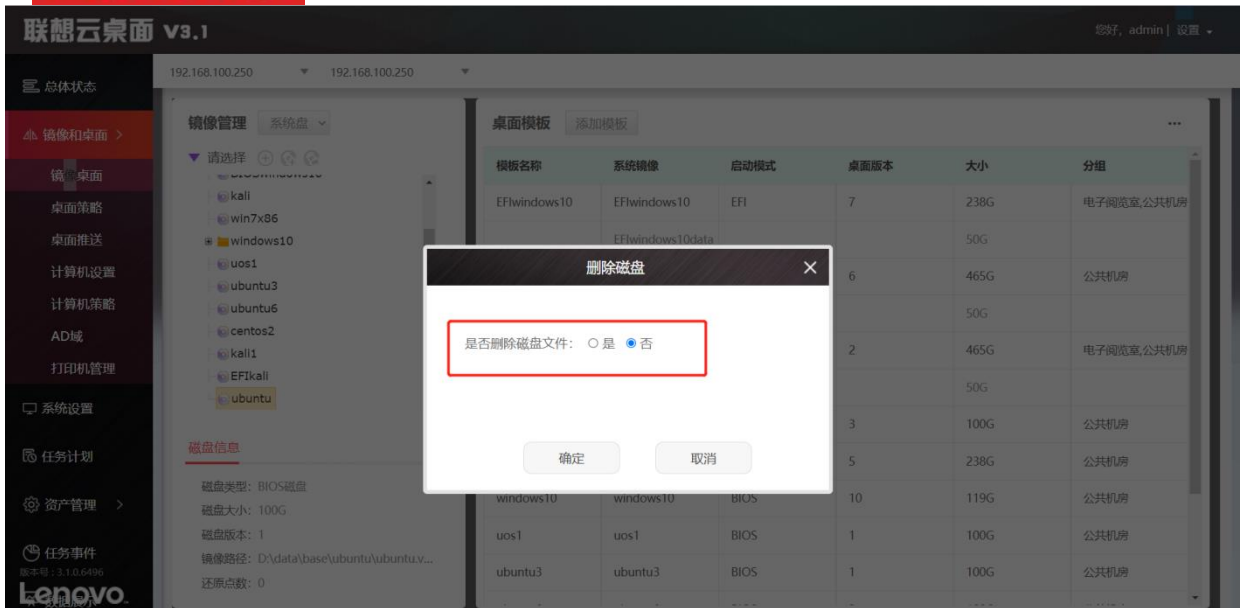 联想云桌面 V3.1
您好, admin | 设置
192.168.100.250 192.168.100.250
总体状态
镜像和桌面
桌面
桌面策略
桌面推送
计算机设置
计算机策略
AD域
打印机管理
系统设置
任务计划
资产管理
任务事件
版本号 : 3.1.0.6496
Lenovo
镜像管理 系统盘
请选择
kali
win7x86
windows10
uos1
ubuntu3
ubuntu6
centos2
kali1
EFIkali
ubuntu
磁盘信息
磁盘类型: BIOS磁盘
磁盘大小: 100G
磁盘版本: 1
镜像路径: D:\data\base\ubuntu\ubuntu.v...
还原点数: 0
桌面模板 添加模板 ...
模板名称 系统镜像 启动模式 桌面版本 大小 分组
EFIwindows10 EFIwindows10 EFI 7 238G 电子阅览室,公共机房
EFIwindows10data 50G
6 465G 公共机房
50G
2 465G 电子阅览室,公共机房
50G
3 100G 公共机房
5 238G 公共机房
windows10 windows10 BIOS 10 119G 公共机房
uos1 uos1 BIOS 1 100G 公共机房
ubuntu3 ubuntu3 BIOS 1 100G 公共机房
删除磁盘
是否删除磁盘文件: 是 否
确定 取消